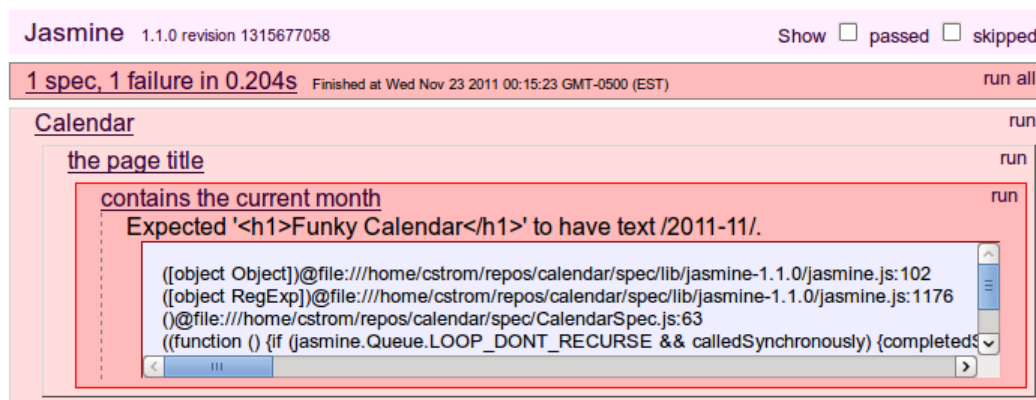 Jasmine 1.1.0 revision 1315677058 Show passed skipped
1 spec, 1 failure in 0.204s Finished at Wed Nov 23 2011 00:15:23 GMT-0500 (EST) run all
Calendar run
the page title run
contains the current month run
Expected '<h1>Funky Calendar</h1>' to have text /2011-11/.
([object Object])@file:///home/cstrom/repos/calendar/spec/lib/jasmine-1.1.0/jasmine.js:102
([object RegExp])@file:///home/cstrom/repos/calendar/spec/lib/jasmine-1.1.0/jasmine.js:1176
()@file:///home/cstrom/repos/calendar/spec/CalendarSpec.js:63
((function () {if (jasmine.Queue.LOOP_DONT_RECURSE && calledSynchronously) {completed